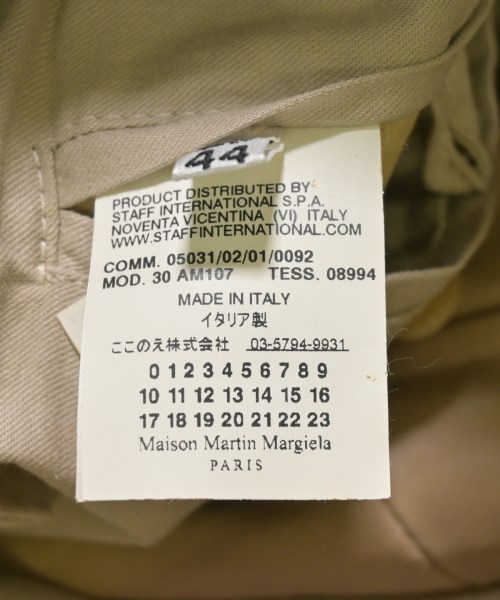 44
PRODUCT DISTRIBUTED BY
STAFF INTERNATIONAL S.P.A.
NOVENTA VICENTINA (VI) ITALY
WWW.STAFFINTERNATIONAL.COM
COMM. 05031/02/01/0092
MOD. 30 AM107 TESS. 08994
MADE IN ITALY
イタリア製
ここのえ株式会社 03-5794-9931
0 1 2 3 4 5 6 7 8 9
10 11 12 13 14 15 16
17 18 19 20 21 22 23
Maison Martin Margiela
PARIS